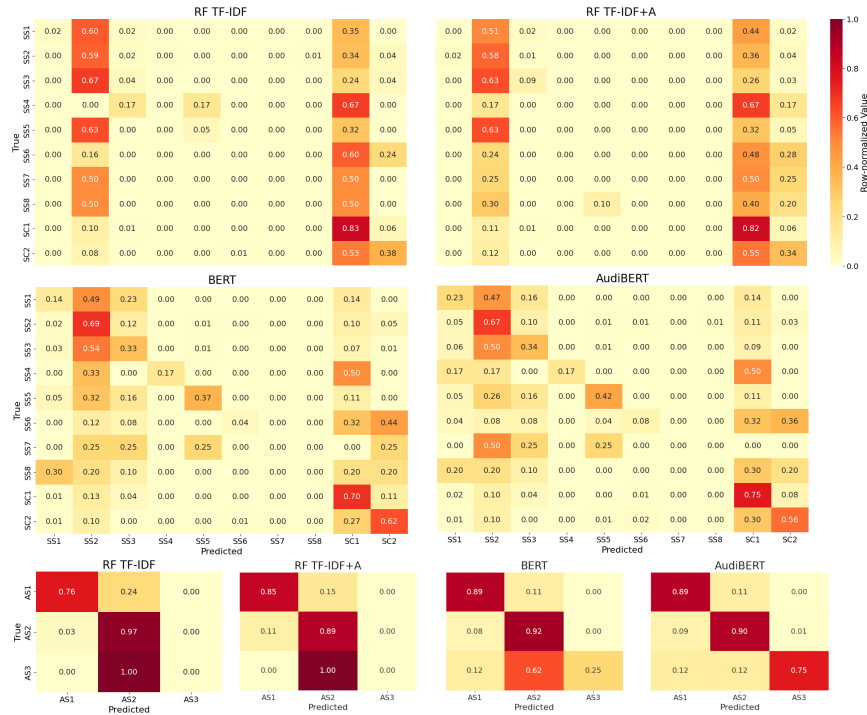 RF TF-IDF
RF TF-IDF+A
SS1 0.02 0.60 0.02 0.00 0.00 0.00 0.00 0.00 0.35 0.00
SS2 0.00 0.59 0.02 0.00 0.00 0.00 0.00 0.01 0.34 0.04
SS3 0.00 0.67 0.04 0.00 0.00 0.00 0.00 0.00 0.24 0.04
SS4 0.00 0.00 0.17 0.00 0.17 0.00 0.00 0.00 0.67 0.00
SS5 0.00 0.63 0.00 0.00 0.05 0.00 0.00 0.00 0.32 0.00
SS6 0.00 0.16 0.00 0.00 0.00 0.00 0.00 0.00 0.60 0.24
SS7 0.00 0.50 0.00 0.00 0.00 0.00 0.00 0.00 0.50 0.00
SS8 0.00 0.50 0.00 0.00 0.00 0.00 0.00 0.00 0.50 0.00
SC1 0.00 0.10 0.01 0.00 0.00 0.00 0.00 0.00 0.83 0.06
SC2 0.00 0.08 0.00 0.00 0.00 0.01 0.00 0.00 0.53 0.38
True
0.00 0.51 0.02 0.00 0.00 0.00 0.00 0.00 0.44 0.02
0.02 0.58 0.01 0.00 0.00 0.00 0.00 0.00 0.36 0.04
0.00 0.63 0.09 0.00 0.00 0.00 0.00 0.00 0.26 0.03
0.00 0.17 0.00 0.00 0.00 0.00 0.00 0.00 0.67 0.17
0.00 0.63 0.00 0.00 0.00 0.00 0.00 0.00 0.32 0.05
0.00 0.24 0.00 0.00 0.00 0.00 0.00 0.00 0.48 0.28
0.00 0.25 0.00 0.00 0.00 0.00 0.00 0.00 0.50 0.25
0.00 0.30 0.00 0.00 0.10 0.00 0.00 0.00 0.40 0.20
0.00 0.11 0.01 0.00 0.00 0.00 0.00 0.00 0.82 0.06
0.00 0.12 0.00 0.00 0.00 0.00 0.00 0.00 0.55 0.34
1.0
0.8
0.6
0.4
0.2
0.0
Row-normalized Value
BERT
AudiBERT
SS1 0.14 0.49 0.23 0.00 0.00 0.00 0.00 0.00 0.14 0.00
SS2 0.02 0.69 0.12 0.00 0.01 0.00 0.00 0.00 0.10 0.05
SS3 0.03 0.54 0.33 0.00 0.01 0.00 0.00 0.00 0.07 0.01
SS4 0.00 0.33 0.00 0.17 0.00 0.00 0.00 0.00 0.50 0.00
SS5 0.05 0.32 0.16 0.00 0.37 0.00 0.00 0.00 0.11 0.00
SS6 0.00 0.12 0.08 0.00 0.00 0.04 0.00 0.00 0.32 0.44
SS7 0.00 0.25 0.25 0.00 0.25 0.00 0.00 0.00 0.00 0.25
SS8 0.30 0.20 0.10 0.00 0.00 0.00 0.00 0.00 0.20 0.20
SC1 0.01 0.13 0.04 0.00 0.00 0.00 0.00 0.00 0.70 0.11
SC2 0.01 0.10 0.00 0.00 0.00 0.01 0.00 0.00 0.27 0.62
True
SS1 SS2 SS3 SS4 SS5 SS6 SS7 SS8 SC1 SC2
Predicted
0.23 0.47 0.16 0.00 0.00 0.00 0.00 0.00 0.14 0.00
0.05 0.67 0.10 0.00 0.01 0.01 0.00 0.01 0.11 0.03
0.06 0.50 0.34 0.00 0.01 0.00 0.00 0.00 0.09 0.00
0.17 0.17 0.00 0.17 0.00 0.00 0.00 0.00 0.50 0.00
0.05 0.26 0.16 0.00 0.42 0.00 0.00 0.00 0.11 0.00
0.04 0.08 0.08 0.00 0.04 0.08 0.00 0.00 0.32 0.36
0.00 0.50 0.25 0.00 0.25 0.00 0.00 0.00 0.00 0.00
0.20 0.20 0.10 0.00 0.00 0.00 0.00 0.00 0.30 0.20
0.02 0.10 0.04 0.00 0.00 0.01 0.00 0.00 0.75 0.08
0.01 0.10 0.00 0.00 0.01 0.02 0.00 0.00 0.30 0.56
SS1 SS2 SS3 SS4 SS5 SS6 SS7 SS8 SC1 SC2
Predicted
RF TF-IDF
AS1 0.76 0.24 0.00
AS2 0.03 0.97 0.00
AS3 0.00 1.00 0.00
True
AS1 AS2 AS3
Predicted
RF TF-IDF+A
0.85 0.15 0.00
0.11 0.89 0.00
0.00 1.00 0.00
AS1 AS2 AS3
Predicted
BERT
0.89 0.11 0.00
0.08 0.92 0.00
0.12 0.62 0.25
AS1 AS2 AS3
Predicted
AudiBERT
0.89 0.11 0.00
0.09 0.90 0.01
0.12 0.12 0.75
AS1 AS2 AS3
Predicted